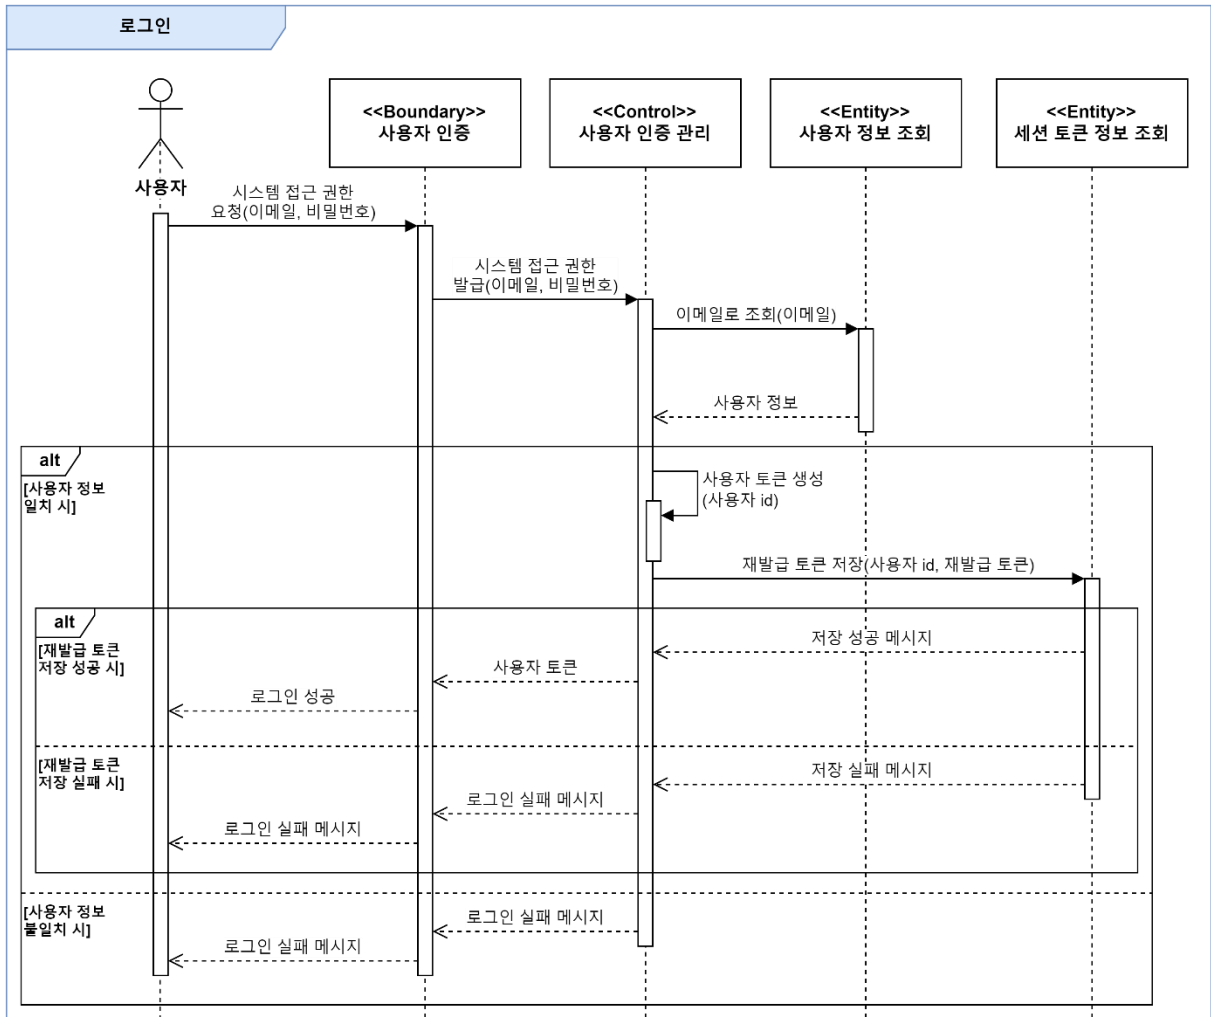 로그인
<<Boundary>>
사용자 인증
<<Control>>
사용자 인증 관리
<<Entity>>
사용자 정보 조회
<<Entity>>
세션 토큰 정보 조회
사용자
시스템 접근 권한
요청(이메일, 비밀번호)
시스템 접근 권한
발급(이메일, 비밀번호)
이메일로 조회(이메일)
사용자 정보
alt
[사용자 정보
일치 시]
사용자 토큰 생성
(사용자 id)
재발급 토큰 저장(사용자 id, 재발급 토큰)
alt
[재발급 토큰
저장 성공 시]
저장 성공 메시지
사용자 토큰
로그인 성공
[재발급 토큰
저장 실패 시]
저장 실패 메시지
로그인 실패 메시지
로그인 실패 메시지
[사용자 정보
불일치 시]
로그인 실패 메시지
로그인 실패 메시지